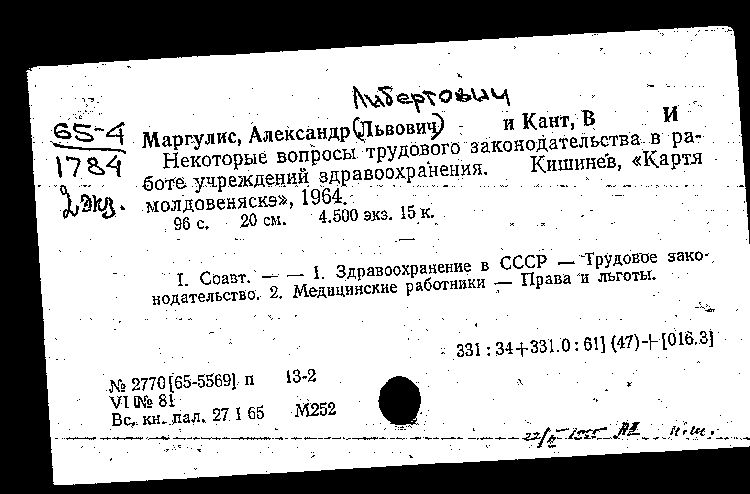 Либертович
65-4 Маргулис, Александр (Львович) и Кант, В И
1784 Некоторые вопросы трудового законодательства в ра-
боте учреждений здравоохранения. Кишинев, «Картя
2 экз. молдовеняскэ», 1964.
96 с. 20 см. 4.500 экз. 15 к.
—
I. Соавт. — — 1. Здравоохранение в СССР — Трудовое зако-
нодательство. 2. Медицинские работники — Права и льготы.
331 : 34+331.0 : 61] (47)+[016.3]
№ 2770 [65-5569] п 13-2
VI № 81
Вс. кн. пал. 27 I 65 М252